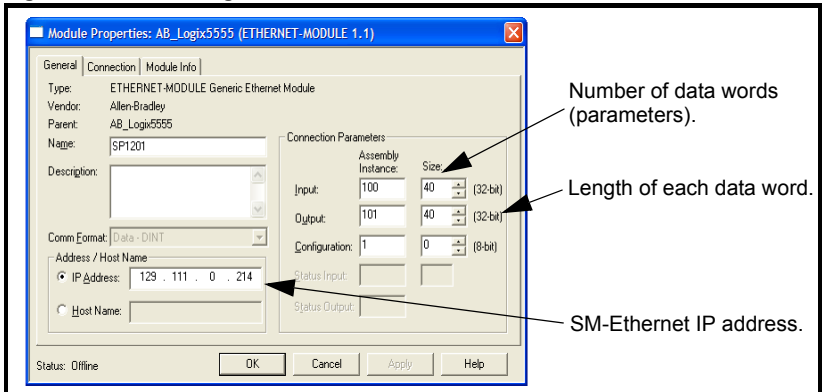 Module Properties: AB_Logix5555 (ETHERNET-MODULE 1.1)
General Connection Module Info
Type: ETHERNET-MODULE Generic Ethernet Module
Vendor: Allen-Bradley
Parent: AB_Logix5555
Name: SP1201
Description:
Comm Format: Data - DINT
Address / Host Name
IP Address: 129 . 111 . 0 . 214
Host Name:
Connection Parameters
Assembly Instance: Size:
Input: 100 40 (32-bit)
Output: 101 40 (32-bit)
Configuration: 1 0 (8-bit)
Status Input:
Status Output:
Status: Offline
OK Cancel Apply Help
Number of data words
(parameters).
Length of each data word.
SM-Ethernet IP address.